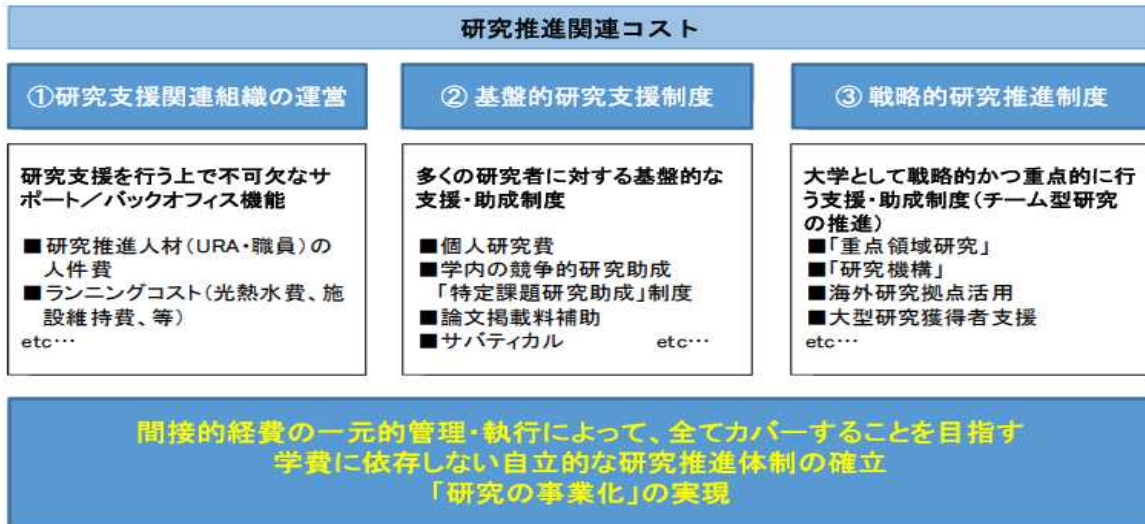 研究推進関連コスト
①研究支援関連組織の運営
研究支援を行う上で不可欠なサ
ポート／バックオフィス機能
■研究推進人材(URA・職員)の
人件費
■ランニングコスト(光熱水費、施
設維持費、等)
etc…
② 基盤的研究支援制度
多くの研究者に対する基盤的な
支援・助成制度
■個人研究費
■学内の競争的研究助成
「特定課題研究助成」制度
■論文掲載料補助
■サバティカル etc…
③ 戦略的研究推進制度
大学として戦略的かつ重点的に行
う支援・助成制度(チーム型研究
の推進)
■「重点領域研究」
■「研究機構」
■海外研究拠点活用
■大型研究獲得者支援
etc…
間接的経費の一元的管理・執行によって、全てカバーすることを目指す
学費に依存しない自立的な研究推進体制の確立
「研究の事業化」の実現